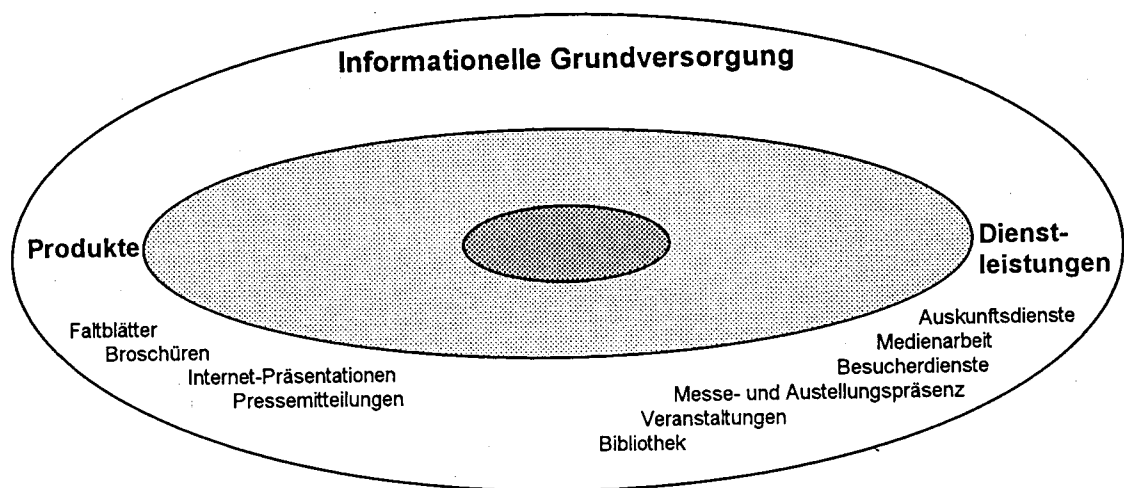 Informationelle Grundversorgung
Produkte
Dienst-
leistungen
Faltblätter
Broschüren
Internet-Präsentationen
Pressemitteilungen
Auskunftsdienste
Medienarbeit
Besucherdienste
Messe- und Austellungspräsenz
Veranstaltungen
Bibliothek